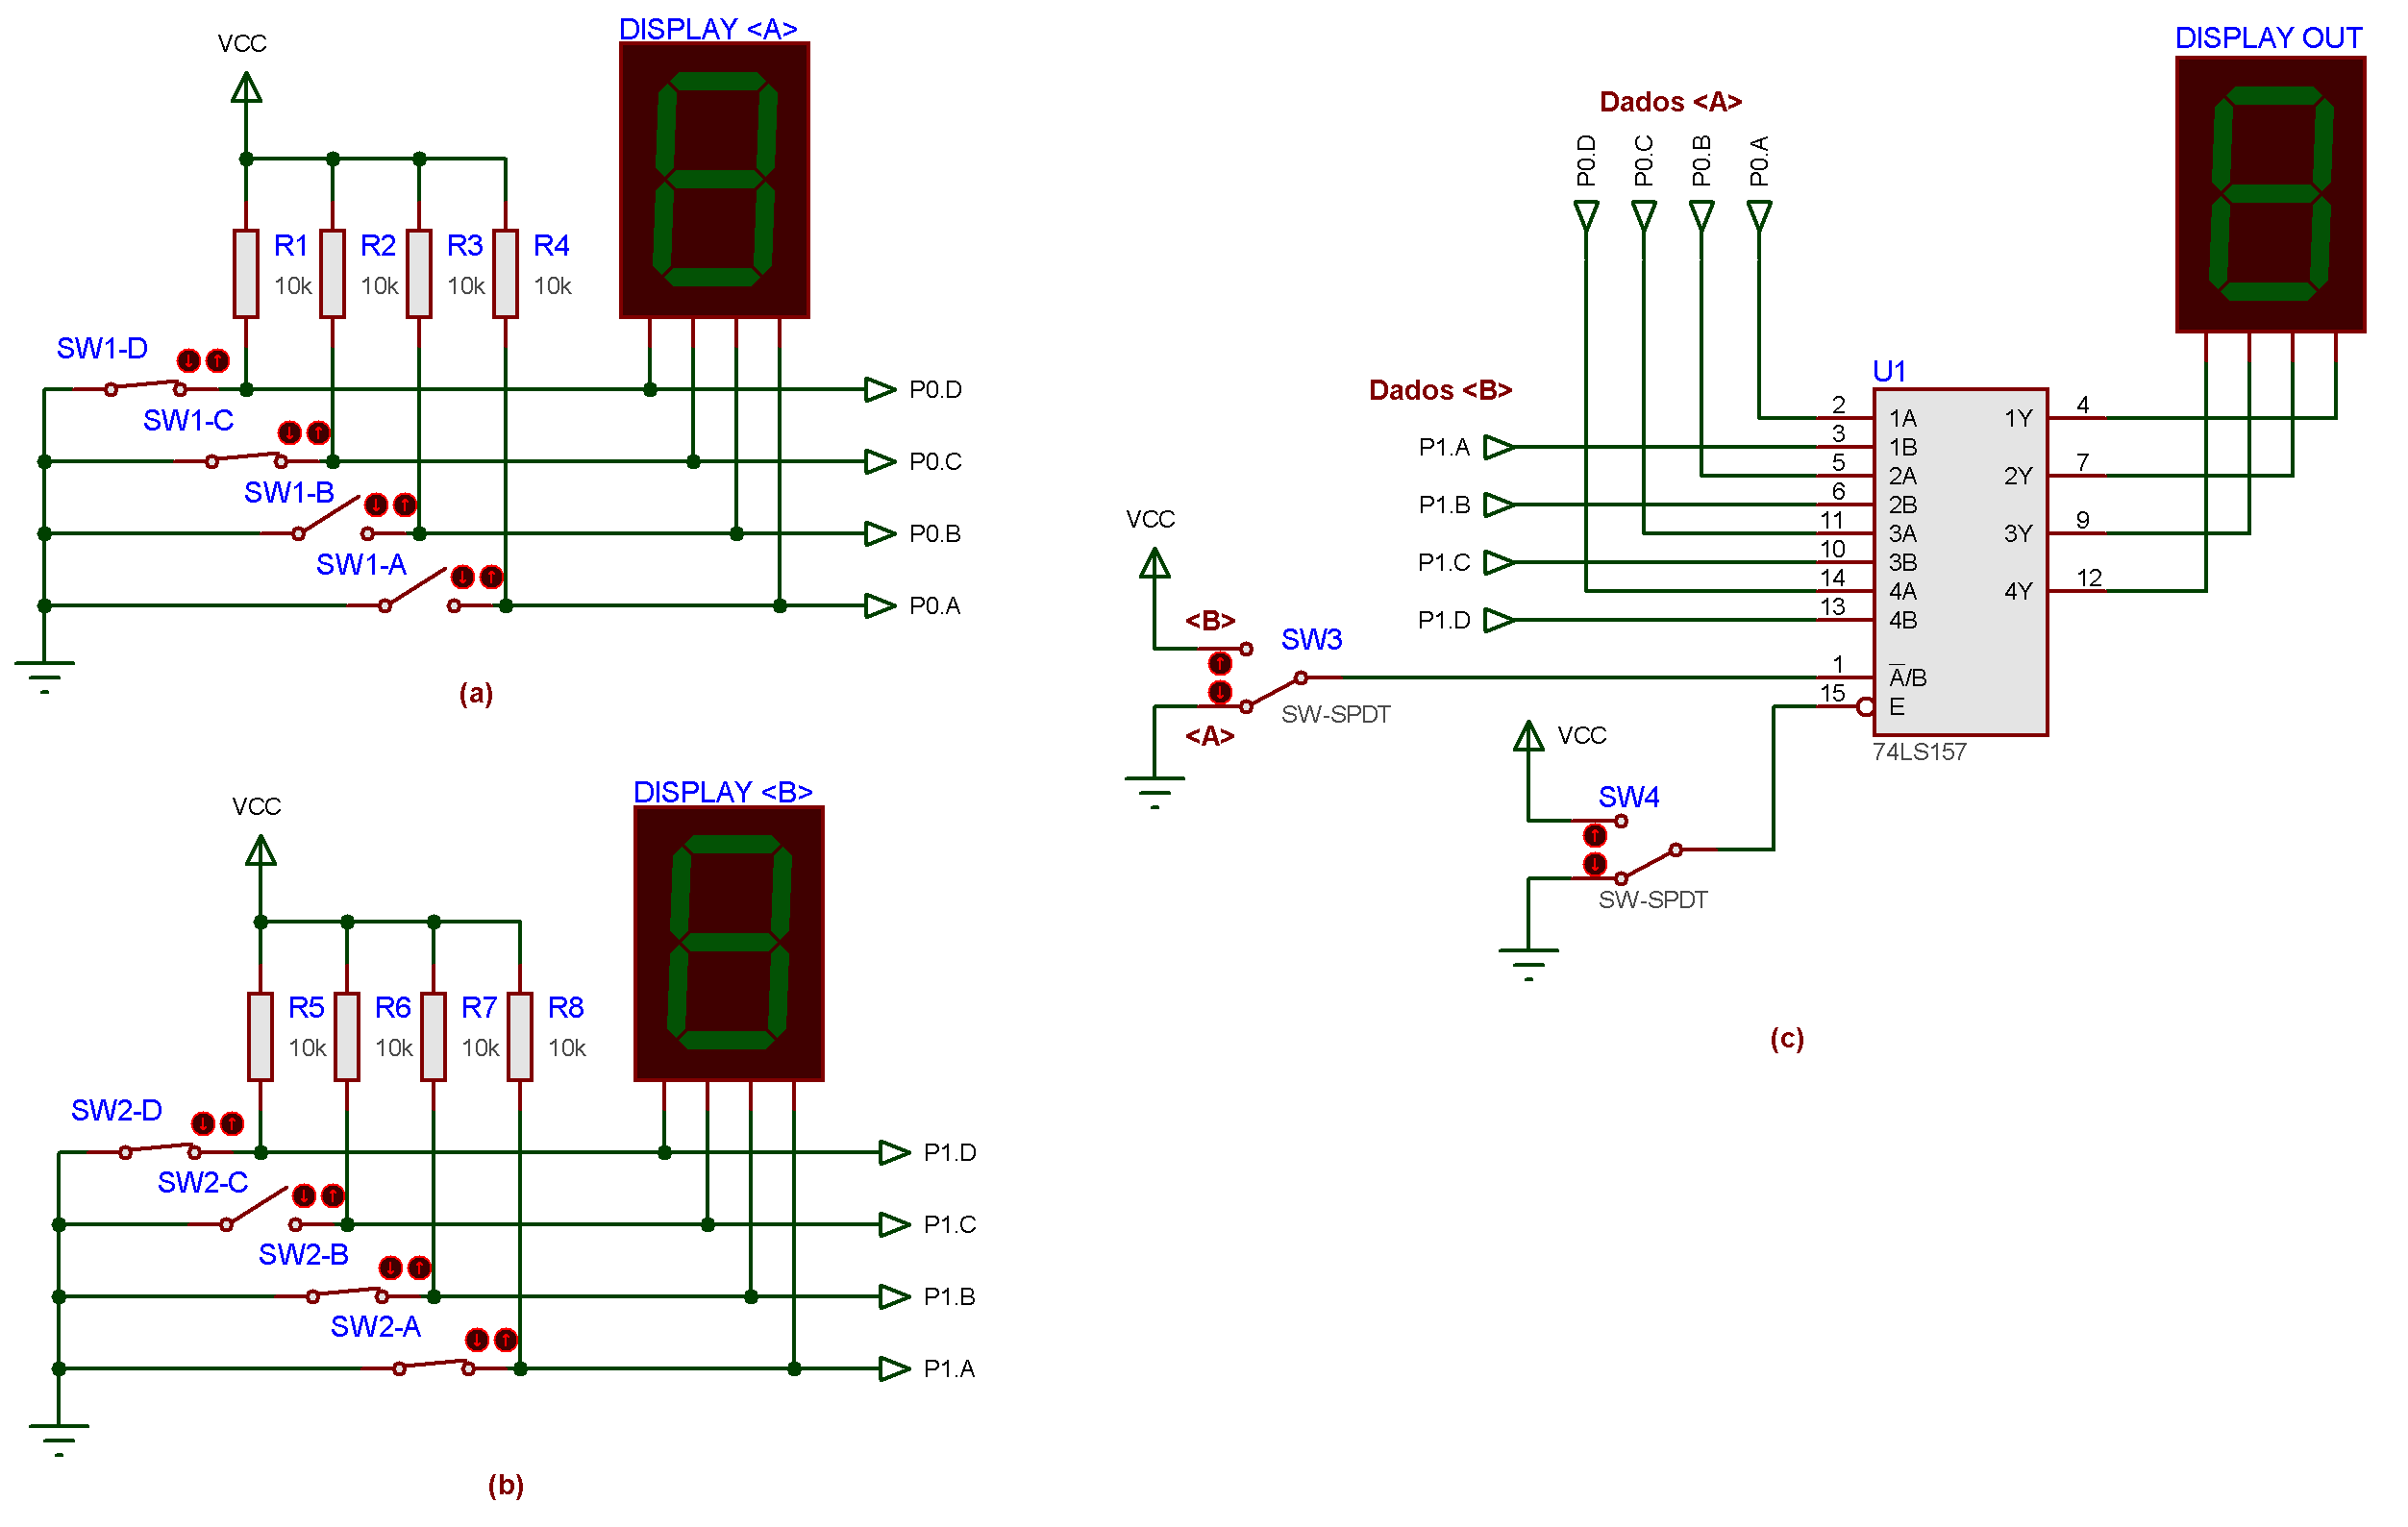 DISPLAY <A>
VCC
R1
10k
R2
10k
R3
10k
R4
10k
SW1-D
P0.D
SW1-C
P0.C
SW1-B
P0.B
SW1-A
P0.A
(a)
DISPLAY <B>
VCC
R5
10k
R6
10k
R7
10k
R8
10k
SW2-D
P1.D
SW2-C
P1.C
SW2-B
P1.B
SW2-A
P1.A
(b)
DISPLAY OUT
Dados <A>
P0.D
P0.C
P0.B
P0.A
Dados <B>
P1.A
P1.B
P1.C
P1.D
U1
2 1A 1Y 4
3 1B
5 2A 2Y 7
6 2B
11 3A 3Y 9
10 3B
14 4A 4Y 12
13 4B
1 A̅/B
15 E
74LS157
VCC
<B>
SW3
SW-SPDT
<A>
VCC
SW4
SW-SPDT
(c)